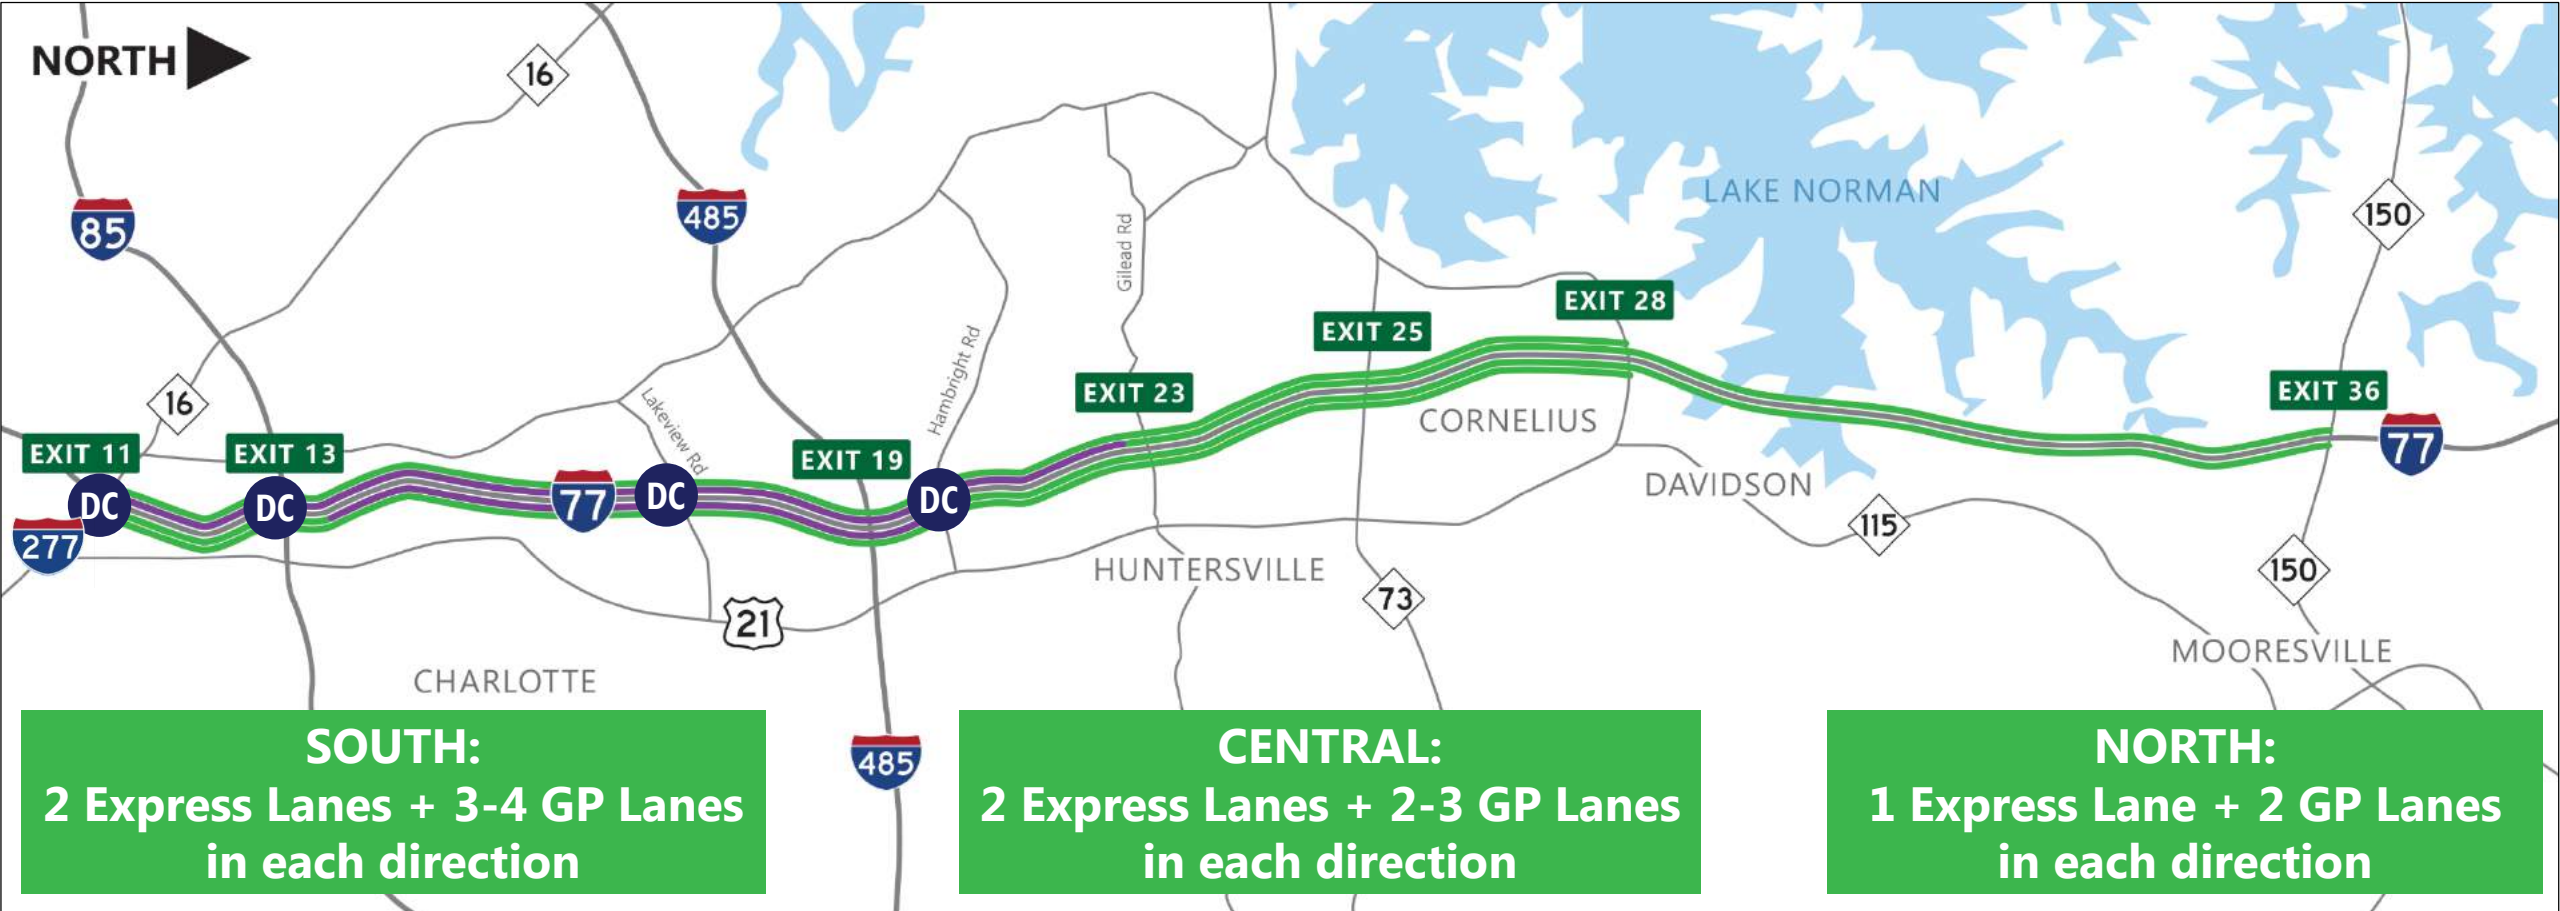 NORTH
16
85
485
LAKE NORMAN
150
Gilead Rd
EXIT 28
EXIT 25
Hambright Rd
EXIT 23
EXIT 36
16
Lakeview Rd
CORNELIUS
EXIT 11
EXIT 13
EXIT 19
77
DC
DC
77
DC
DC
DAVIDSON
277
115
HUNTERSVILLE
150
73
21
CHARLOTTE
MOORESVILLE
485
SOUTH:
2 Express Lanes + 3-4 GP Lanes
in each direction
CENTRAL:
2 Express Lanes + 2-3 GP Lanes
in each direction
NORTH:
1 Express Lane + 2 GP Lanes
in each direction